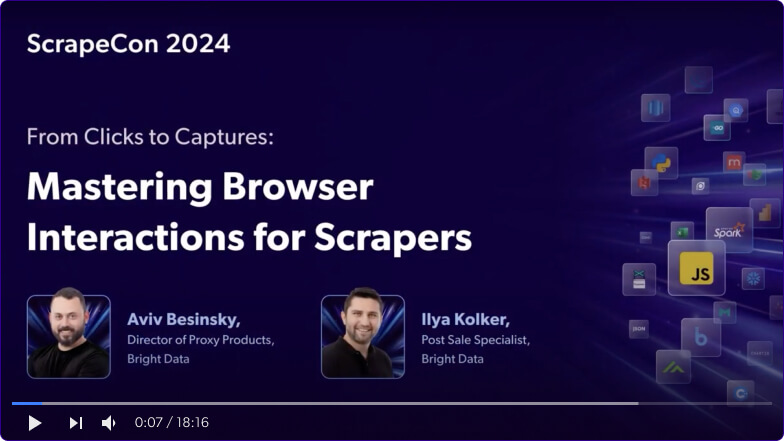 ScrapeCon 2024
From Clicks to Captures:
Mastering Browser
Interactions for Scrapers
Aviv Besinsky,
Director of Proxy Products,
Bright Data
Ilya Kolker,
Post Sale Specialist,
Bright Data
GO
Spark
JS
JSON
0:07 / 18:16